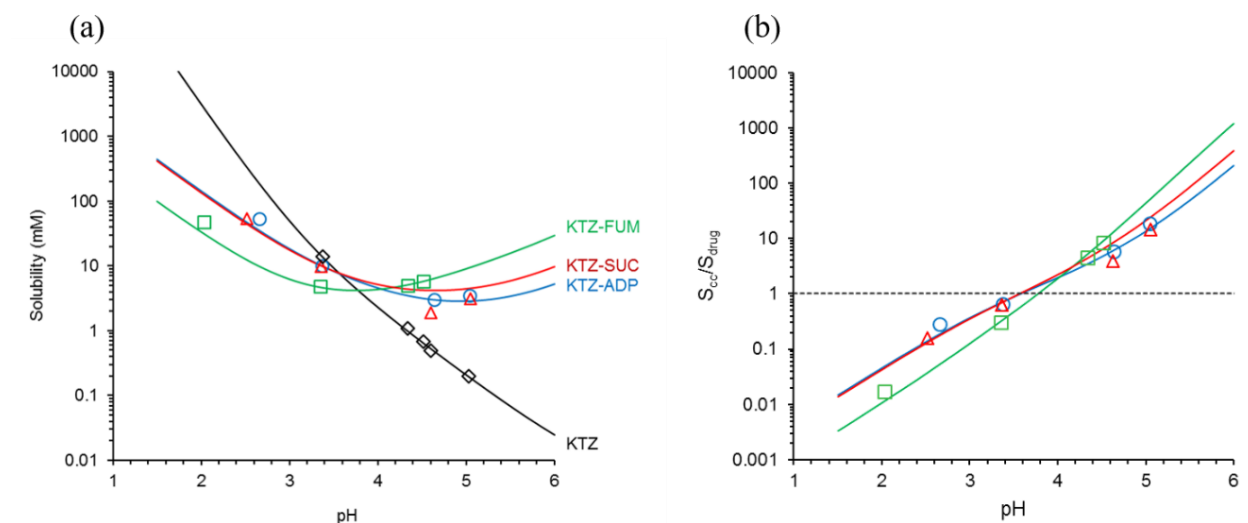 (a)
10000
1000
100
10
1
0.1
0.01
Solubility (mM)
1 2 3 4 5 6
pH
KTZ-FUM
KTZ-SUC
KTZ-ADP
KTZ
(b)
10000
1000
100
10
1
0.1
0.01
0.001
Scc/Sdrug
1 2 3 4 5 6
pH